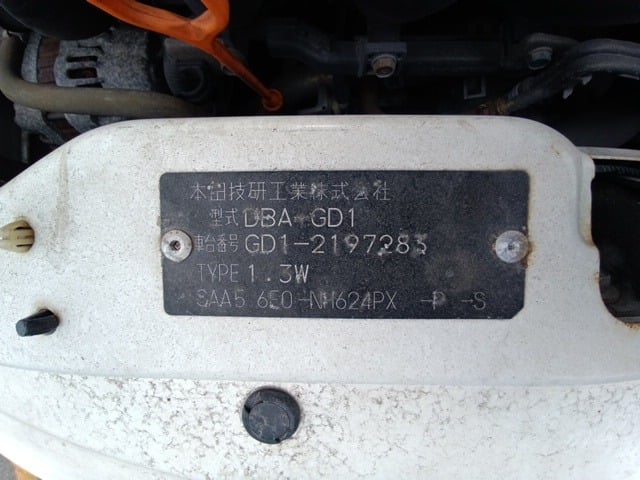 本田技研工業株式会社
型式 DBA-GD1
車台番号 GD1-2197283
TYPE 1.3W
SAA5 6E0-NH624PX -P -S